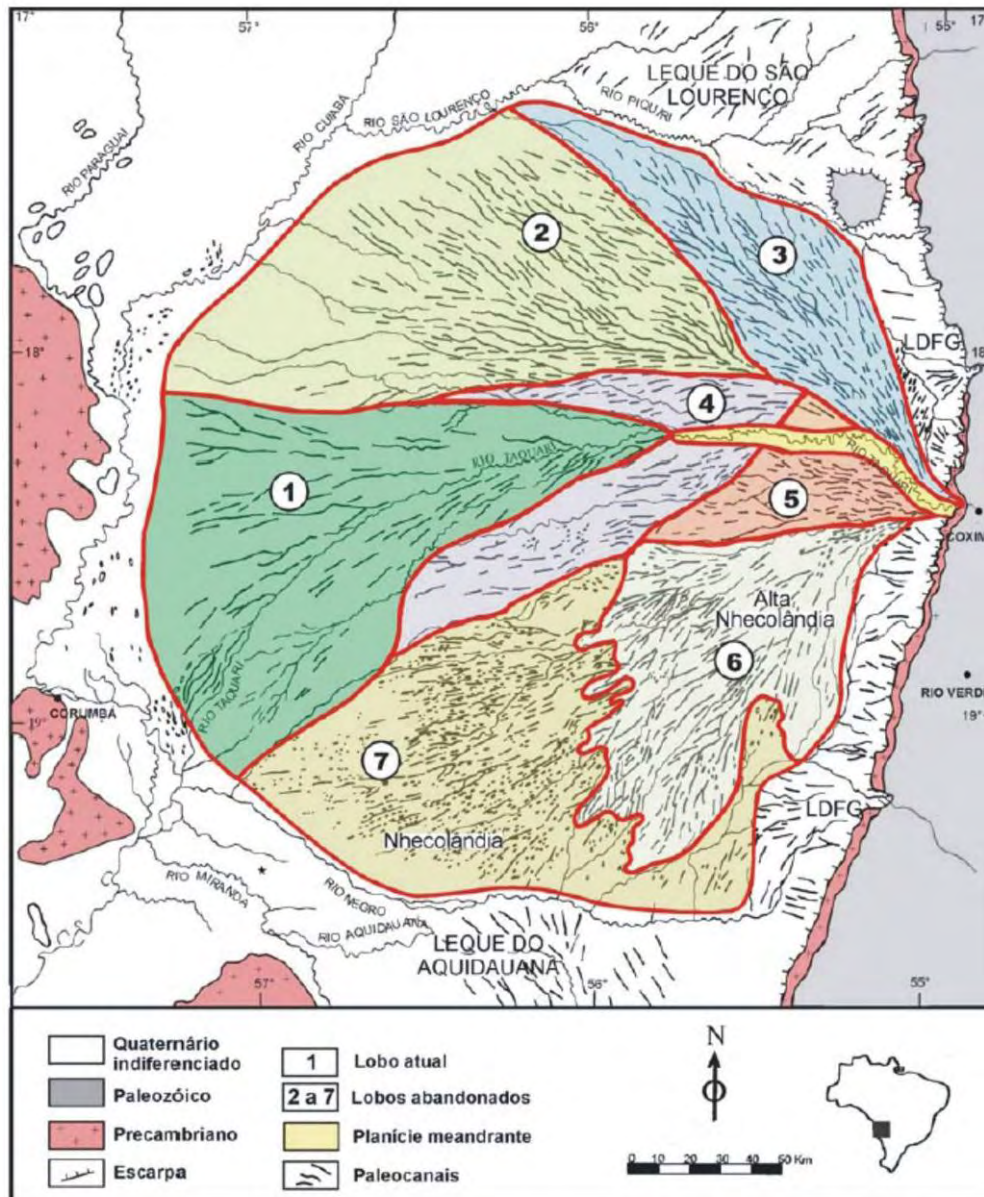 17°
57°
56°
55°
17
LEQUE DO SÃO
LOURENÇO
RIO PIQUIRI
RIO SÃO LOURENÇO
RIO CUIABÁ
RIO PARAGUAI
2
3
LDFG
18°
18
4
RIO TAQUARI
RIO TAQUARI
1
5
COXIM
Alta
Nhecolândia
6
RIO VERDE
19°
CORUMBÁ
19°
RIO TAQUARI
7
LDFG
Nhecolândia
RIO MIRANDA
RIO NEGRO
RIO AQUIDAUANA
LEQUE DO
AQUIDAUANA
57°
56°
55°
Quaternário
indiferenciado
Paleozóico
Precambriano
Escarpa
1 Lobo atual
2 a 7 Lobos abandonados
Planície meandrante
Paleocanais
N
0 10 20 30 40 50 Km